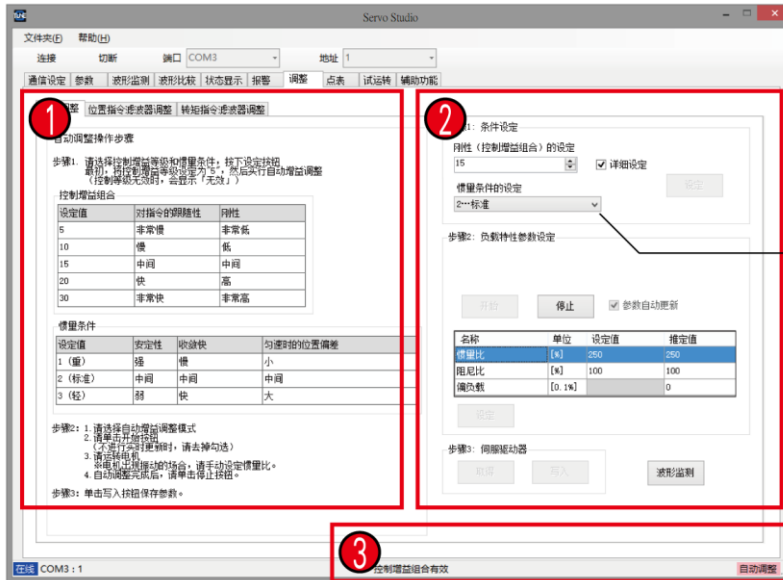 Servo Studio
文件夹(F) 帮助(H)
连接 切断 端口 COM3 地址 1
通信设定 参数 波形监测 波形比较 状态显示 报警 调整 点表 试运转 辅助功能
调整 位置指令滤波器调整 转矩指令滤波器调整
1
自动调整操作步骤
步骤1. 请选择控制增益等级和惯量条件，按下设定按钮
最初，将控制增益等级设定为"5"，然后实行自动增益调整
（控制等级无效时，会显示「无效」）
控制增益组合
设定值 对指令的跟随性 刚性
5 非常慢 非常低
10 慢 低
15 中间 中间
20 快 高
30 非常快 非常高
惯量条件
设定值 安定性 收敛快 匀速时的位置偏差
1（重） 强 慢 小
2（标准） 中间 中间 中间
3（轻） 弱 快 大
步骤2：1.请选择自动增益调整模式
2.请单击开始按钮
（不进行实时更新时，请去掉勾选）
3.请运转电机
※电机出现振动的场合，请手动设定惯量比。
4.自动调整完成后，请单击停止按钮。
步骤3：单击写入按钮保存参数。
2
1：条件设定
刚性（控制增益组合）的设定
15 详细设定
设定
惯量条件的设定
2…标准
步骤2：负载特性参数设定
开始 停止 参数自动更新
名称 单位 设定值 推定值
惯量比 [%] 250 250
阻尼比 [%] 100 100
偏负载 [0.1%] 0
设定
步骤3：伺服驱动器
取得 写入 波形监测
3
在线 COM3：1 控制增益组合有效 自动调整